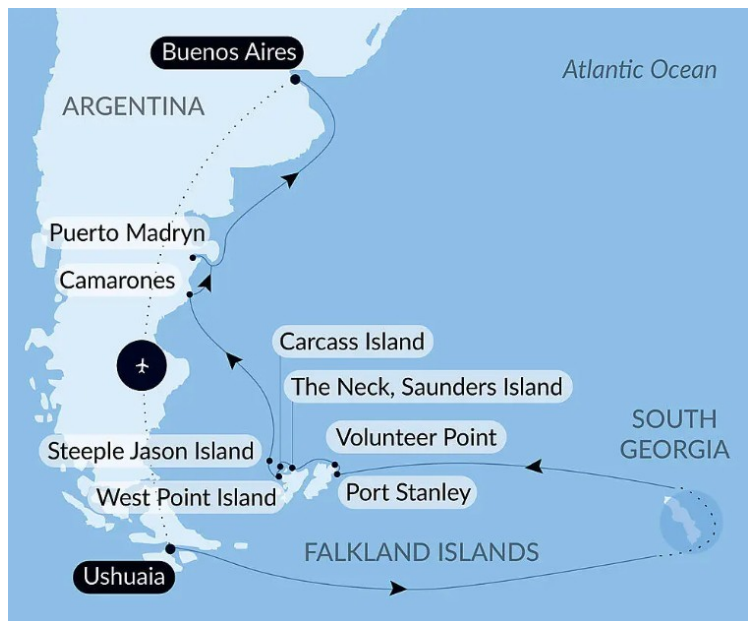 Buenos Aires
Atlantic Ocean
ARGENTINA
Puerto Madryn
Camarones
Carcass Island
The Neck, Saunders Island
SOUTH
GEORGIA
Volunteer Point
Steeple Jason Island
Port Stanley
West Point Island
FALKLAND ISLANDS
Ushuaia